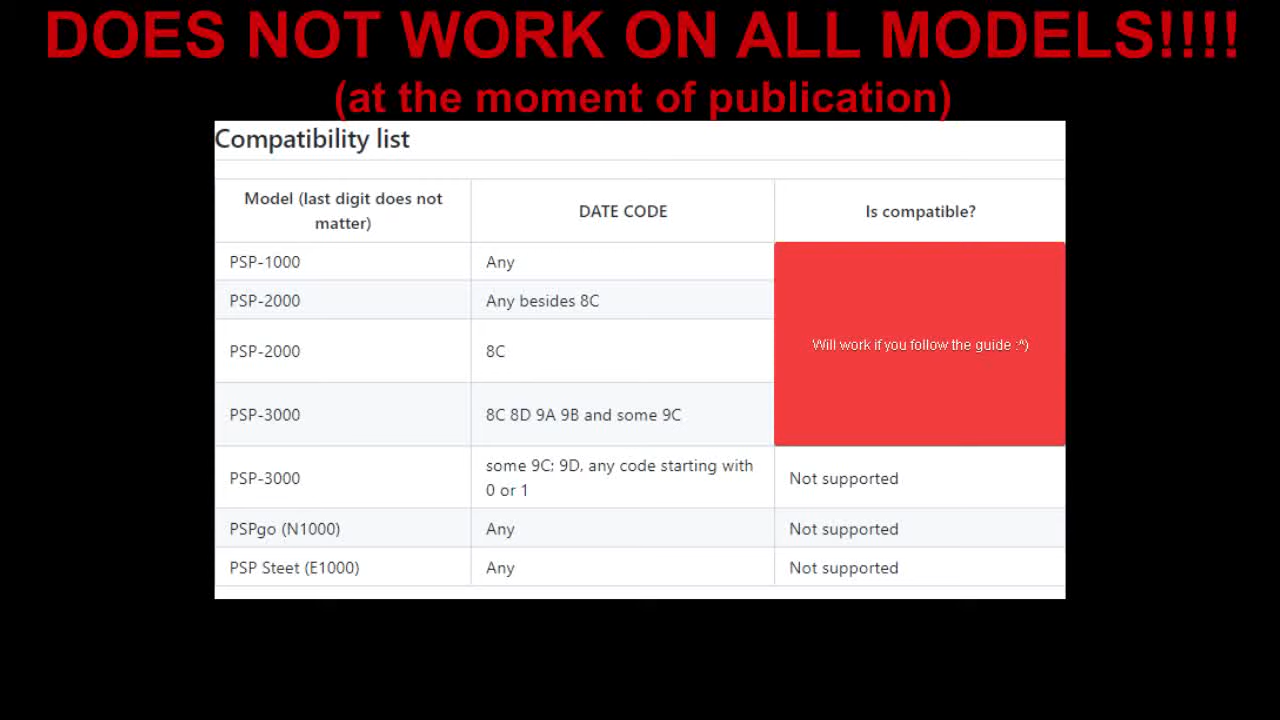 DOES NOT WORK ON ALL MODELS!!!!
(at the moment of publication)
Compatibility list
Model (last digit does not
matter)
DATE CODE
Is compatible?
PSP-1000
Any
PSP-2000
Any besides 8C
PSP-2000
8C
Will work if you follow the guide :^)
PSP-3000
8C 8D 9A 9B and some 9C
PSP-3000
some 9C; 9D, any code starting with
0 or 1
Not supported
PSPgo (N1000)
Any
Not supported
PSP Steet (E1000)
Any
Not supported